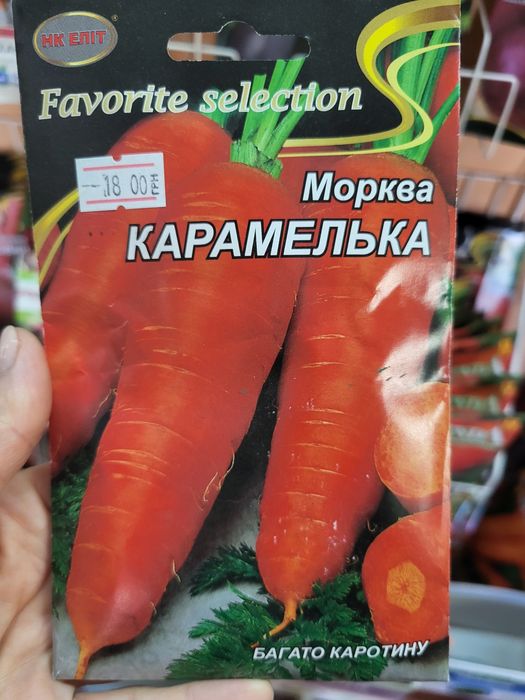 НК ЕЛІТ
Favorite selection
18 00 ГРН
Морква
КАРАМЕЛЬКА
БАГАТО КАРОТИНУ